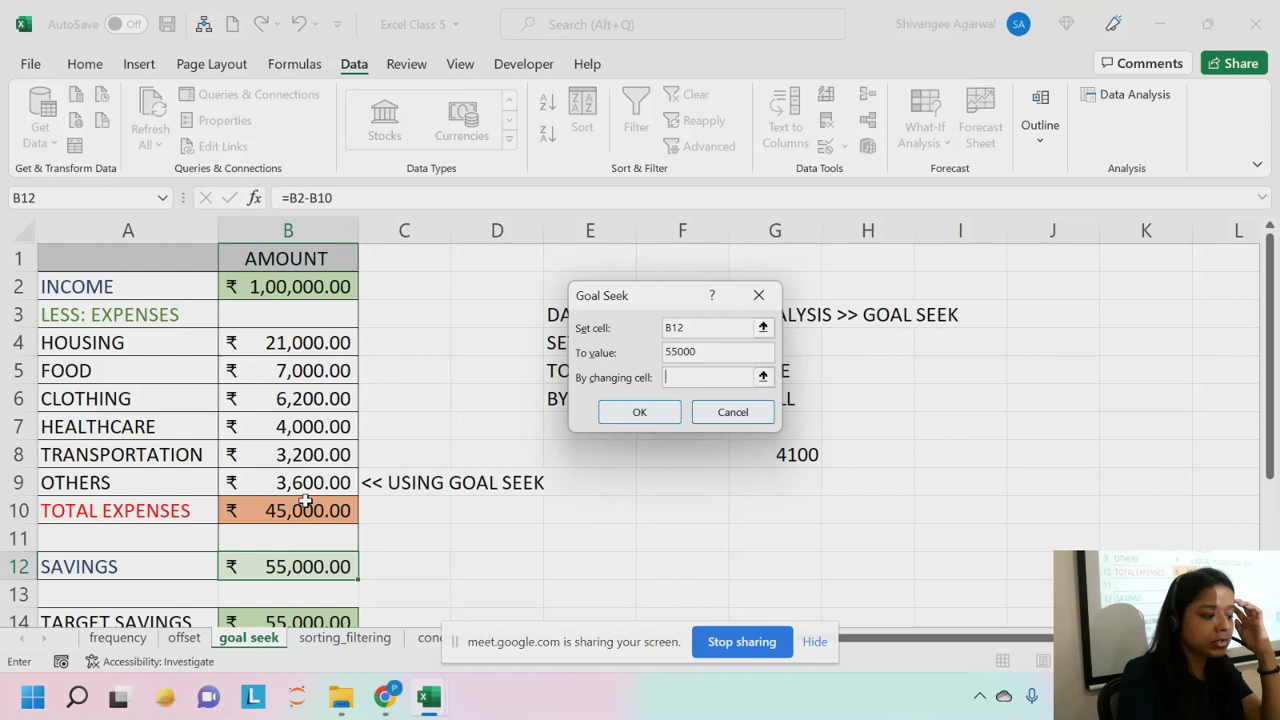 AutoSave Off
Excel Class 5
Search (Alt+Q)
Shivangee Agarwal
SA
File Home Insert Page Layout Formulas Data Review View Developer Help
Comments
Share
Get Data
Refresh All
Queries & Connections
Properties
Edit Links
Stocks
Currencies
Sort
Filter
Clear
Reapply
Advanced
Text to Columns
What-If Analysis
Forecast Sheet
Outline
Data Analysis
Get & Transform Data
Queries & Connections
Data Types
Sort & Filter
Data Tools
Forecast
Analysis
B12
fx
=B2-B10
A B C D E F G H I J K L
1 AMOUNT
2 INCOME ₹ 1,00,000.00
3 LESS: EXPENSES
4 HOUSING ₹ 21,000.00
5 FOOD ₹ 7,000.00
6 CLOTHING ₹ 6,200.00
7 HEALTHCARE ₹ 4,000.00
8 TRANSPORTATION ₹ 3,200.00 4100
9 OTHERS ₹ 3,600.00 << USING GOAL SEEK
10 TOTAL EXPENSES ₹ 45,000.00
11
12 SAVINGS ₹ 55,000.00
13
14 TARGET SAVINGS ₹ 55,000.00
DA
ALYSIS >> GOAL SEEK
SE
TO
E
BY
LL
Goal Seek
?
Set cell: B12
To value: 55000
By changing cell:
OK
Cancel
frequency offset goal seek sorting_filtering con
meet.google.com is sharing your screen.
Stop sharing
Hide
Enter
Accessibility: Investigate
L
P
9 OTHERS
10 TOTAL EXPENSES